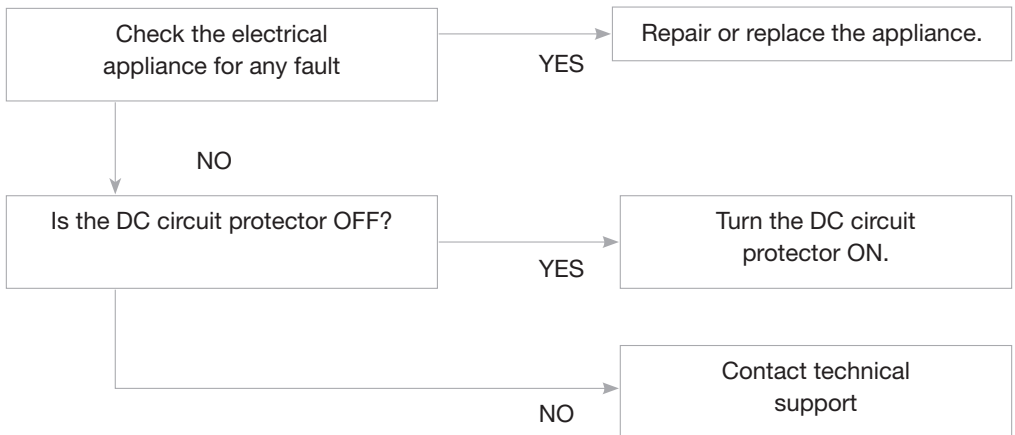 Check the electrical
appliance for any fault
YES
Repair or replace the appliance.
NO
Is the DC circuit protector OFF?
YES
Turn the DC circuit
protector ON.
NO
Contact technical
support